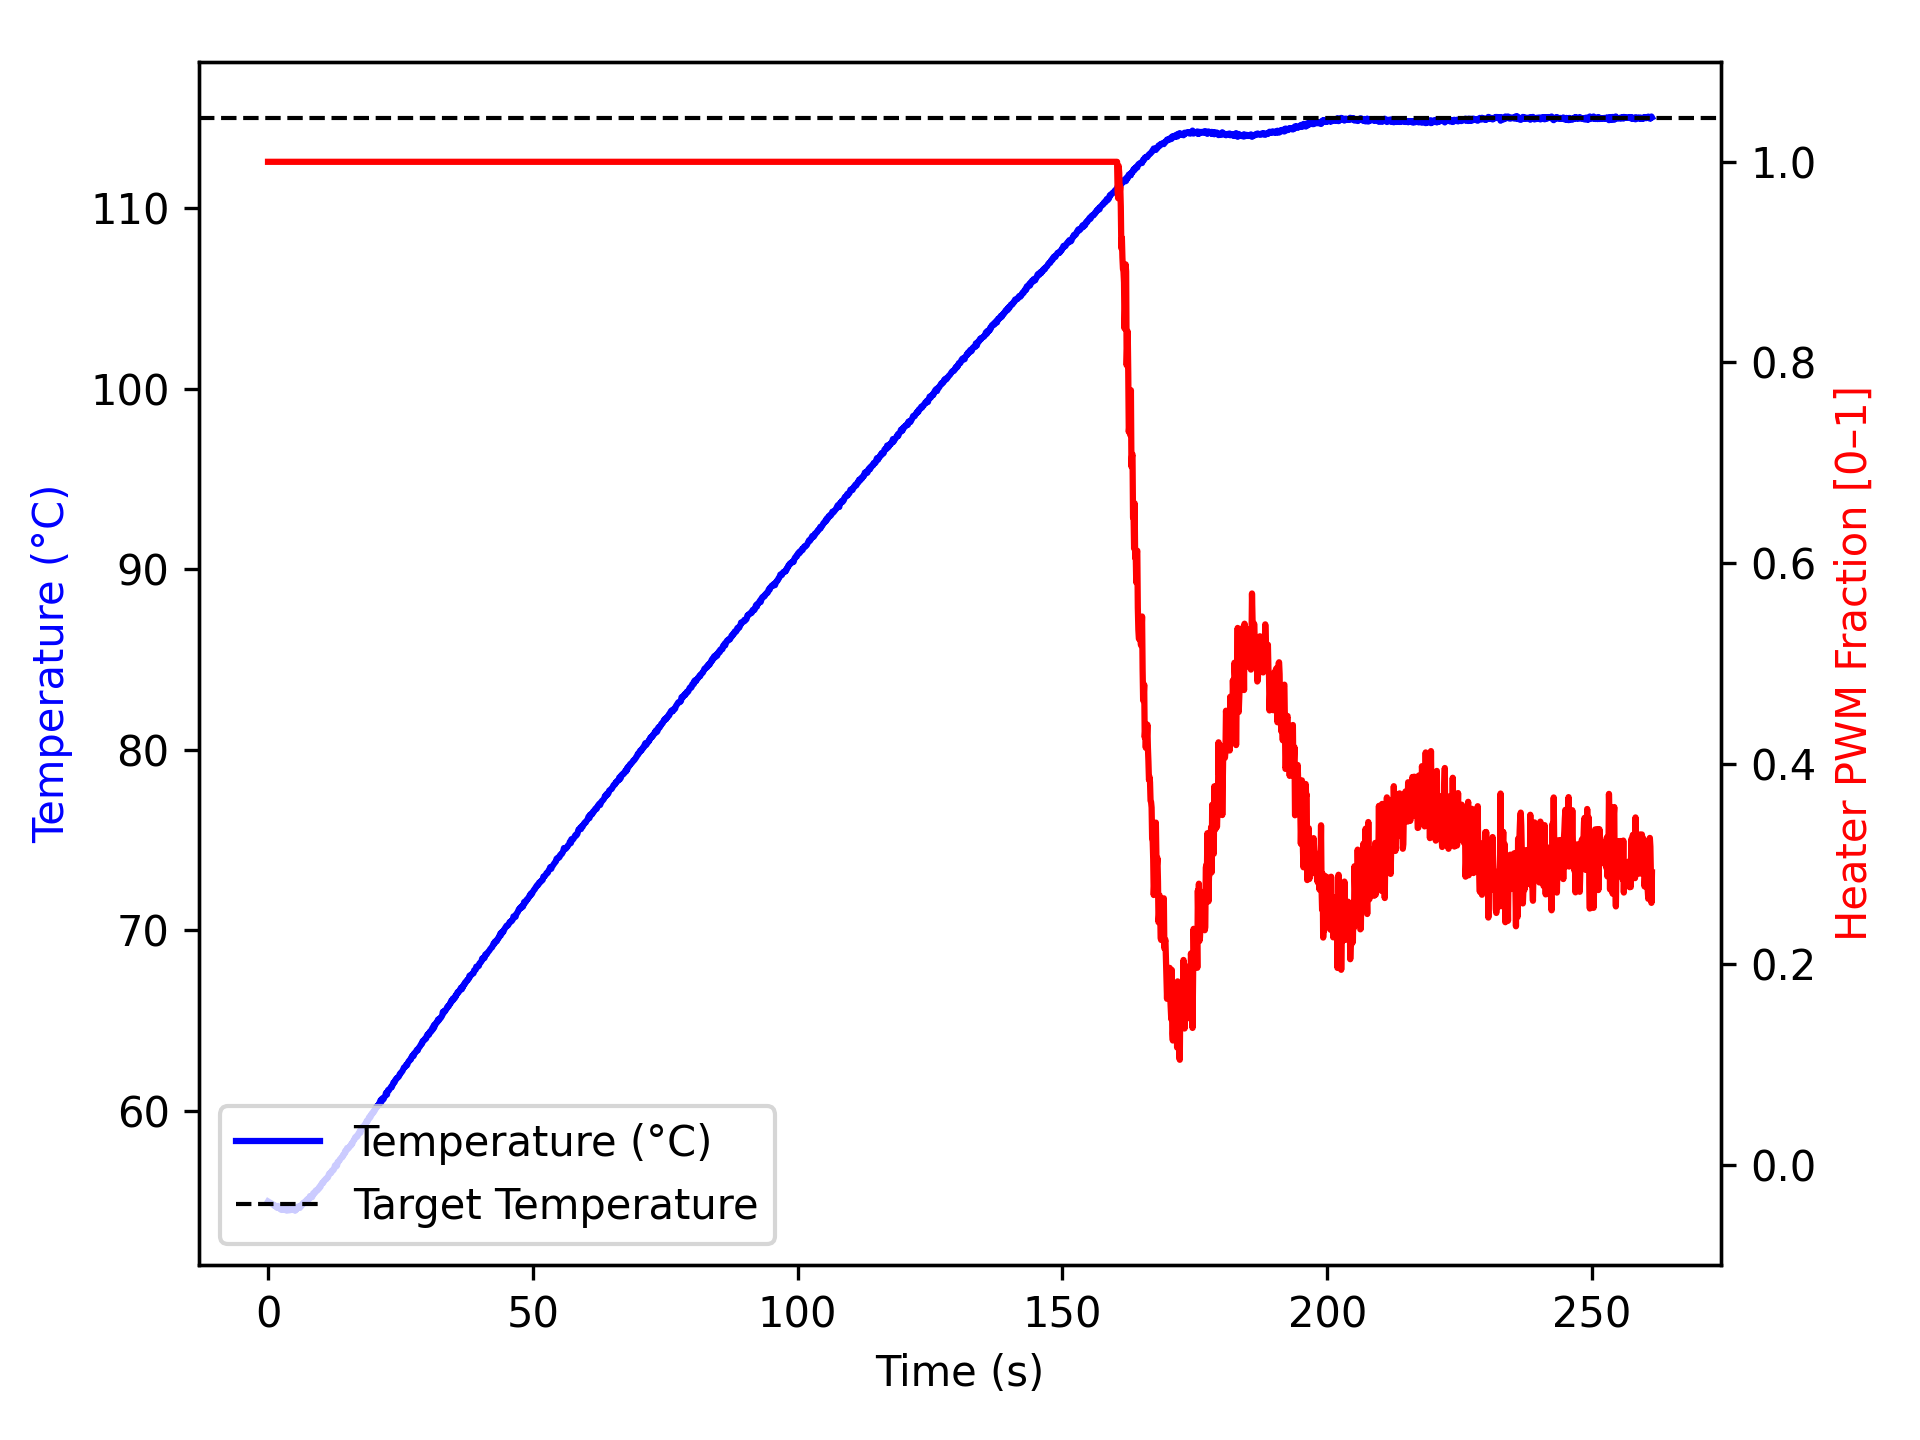 110
100
90
80
70
60
Temperature (°C)
1.0
0.8
0.6
0.4
0.2
0.0
Heater PWM Fraction [0–1]
Temperature (°C)
Target Temperature
0 50 100 150 200 250
Time (s)